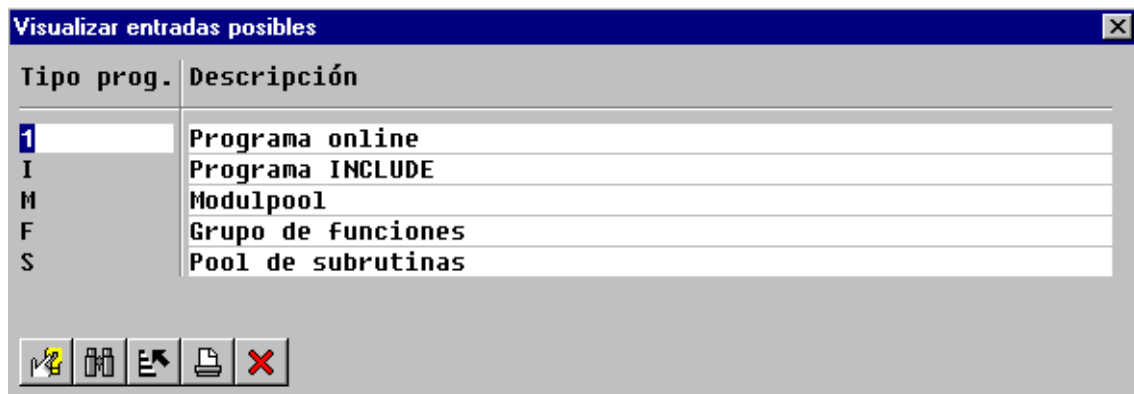 Visualizar entradas posibles
Tipo prog. Descripción
1 Programa online
I Programa INCLUDE
M Modulpool
F Grupo de funciones
S Pool de subrutinas